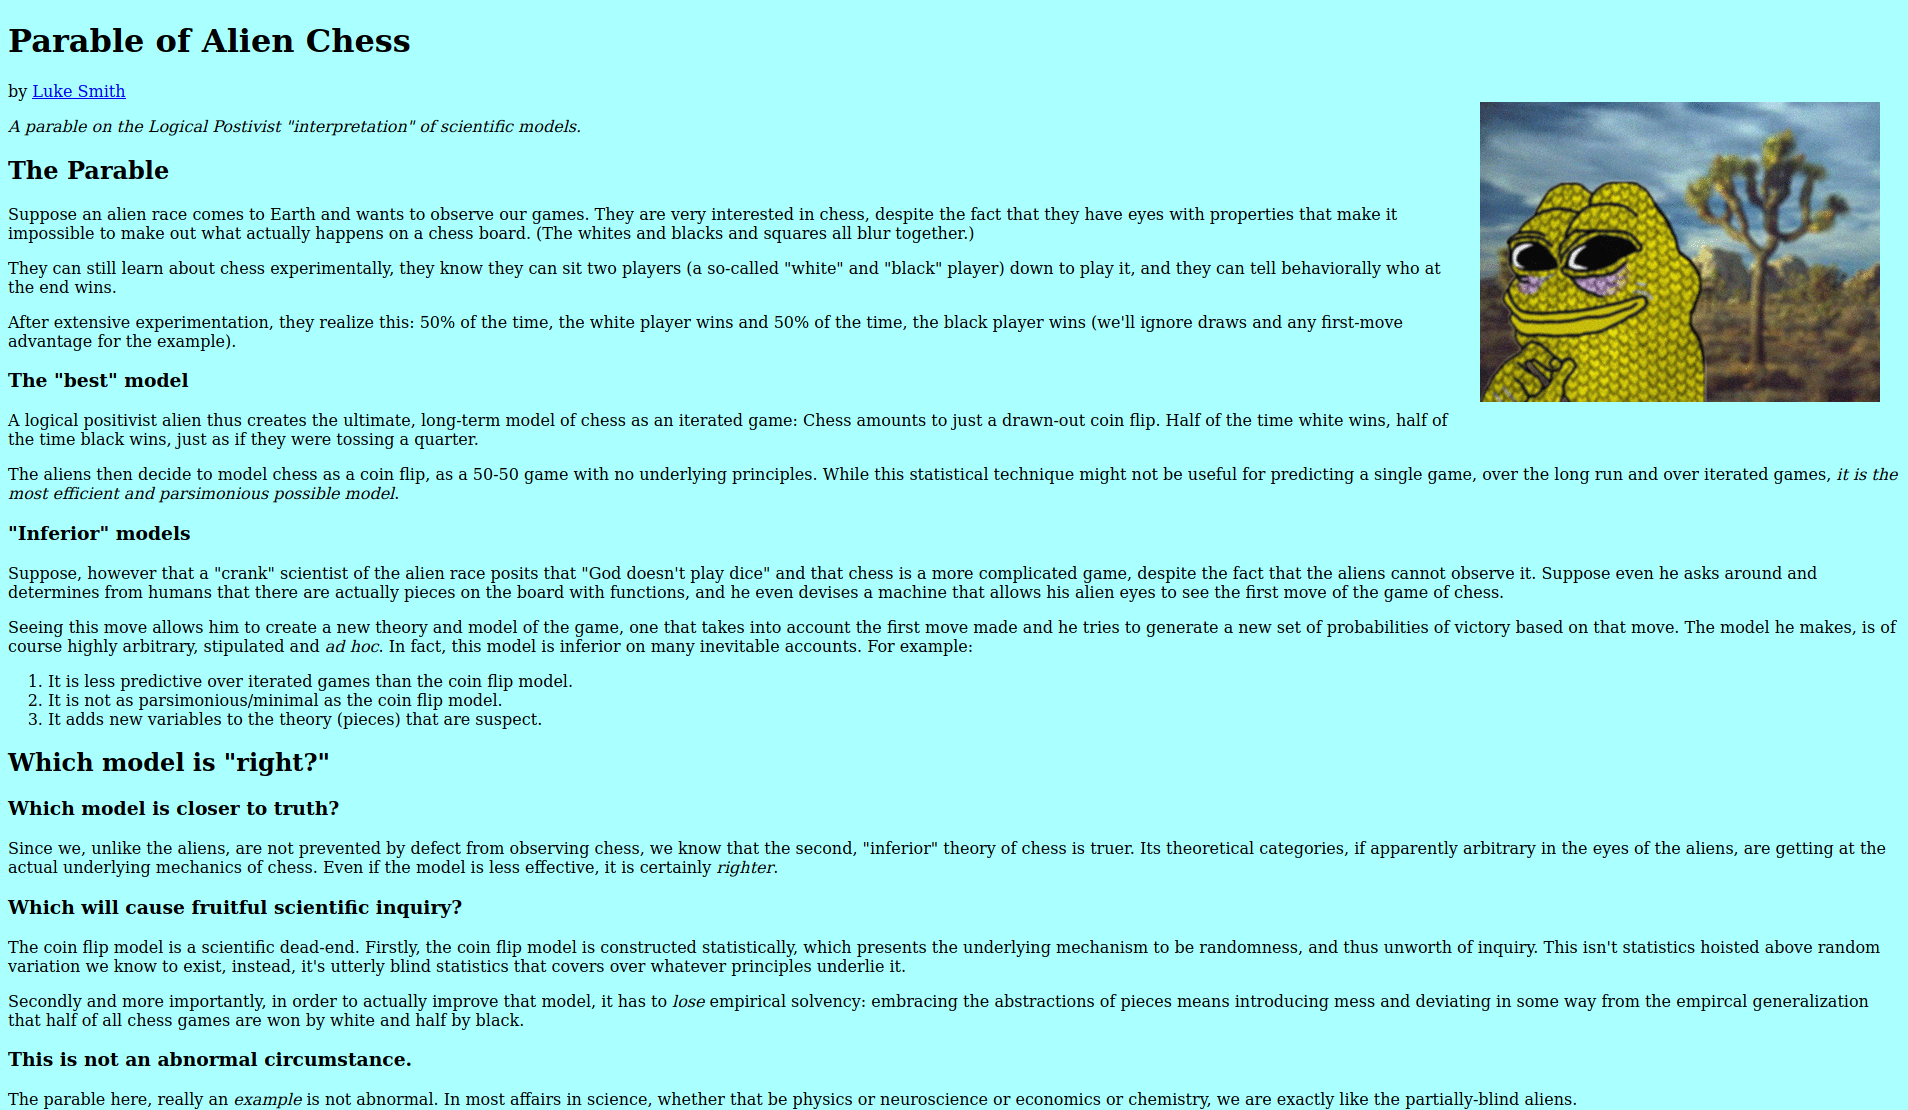 Parable of Alien Chess
by Luke Smith
A parable on the Logical Postivist "interpretation" of scientific models.
The Parable
Suppose an alien race comes to Earth and wants to observe our games. They are very interested in chess, despite the fact that they have eyes with properties that make it
impossible to make out what actually happens on a chess board. (The whites and blacks and squares all blur together.)
They can still learn about chess experimentally, they know they can sit two players (a so-called "white" and "black" player) down to play it, and they can tell behaviorally who at
the end wins.
After extensive experimentation, they realize this: 50% of the time, the white player wins and 50% of the time, the black player wins (we'll ignore draws and any first-move
advantage for the example).
The "best" model
A logical positivist alien thus creates the ultimate, long-term model of chess as an iterated game: Chess amounts to just a drawn-out coin flip. Half of the time white wins, half of
the time black wins, just as if they were tossing a quarter.
The aliens then decide to model chess as a coin flip, as a 50-50 game with no underlying principles. While this statistical technique might not be useful for predicting a single game, over the long run and over iterated games, it is the
most efficient and parsimonious possible model.
"Inferior" models
Suppose, however that a "crank" scientist of the alien race posits that "God doesn't play dice" and that chess is a more complicated game, despite the fact that the aliens cannot observe it. Suppose even he asks around and
determines from humans that there are actually pieces on the board with functions, and he even devises a machine that allows his alien eyes to see the first move of the game of chess.
Seeing this move allows him to create a new theory and model of the game, one that takes into account the first move made and he tries to generate a new set of probabilities of victory based on that move. The model he makes, is of
course highly arbitrary, stipulated and ad hoc. In fact, this model is inferior on many inevitable accounts. For example:
1. It is less predictive over iterated games than the coin flip model.
2. It is not as parsimonious/minimal as the coin flip model.
3. It adds new variables to the theory (pieces) that are suspect.
Which model is "right?"
Which model is closer to truth?
Since we, unlike the aliens, are not prevented by defect from observing chess, we know that the second, "inferior" theory of chess is truer. Its theoretical categories, if apparently arbitrary in the eyes of the aliens, are getting at the
actual underlying mechanics of chess. Even if the model is less effective, it is certainly righter.
Which will cause fruitful scientific inquiry?
The coin flip model is a scientific dead-end. Firstly, the coin flip model is constructed statistically, which presents the underlying mechanism to be randomness, and thus unworth of inquiry. This isn't statistics hoisted above random
variation we know to exist, instead, it's utterly blind statistics that covers over whatever principles underlie it.
Secondly and more importantly, in order to actually improve that model, it has to lose empirical solvency: embracing the abstractions of pieces means introducing mess and deviating in some way from the empircal generalization
that half of all chess games are won by white and half by black.
This is not an abnormal circumstance.
The parable here, really an example is not abnormal. In most affairs in science, whether that be physics or neuroscience or economics or chemistry, we are exactly like the partially-blind aliens.